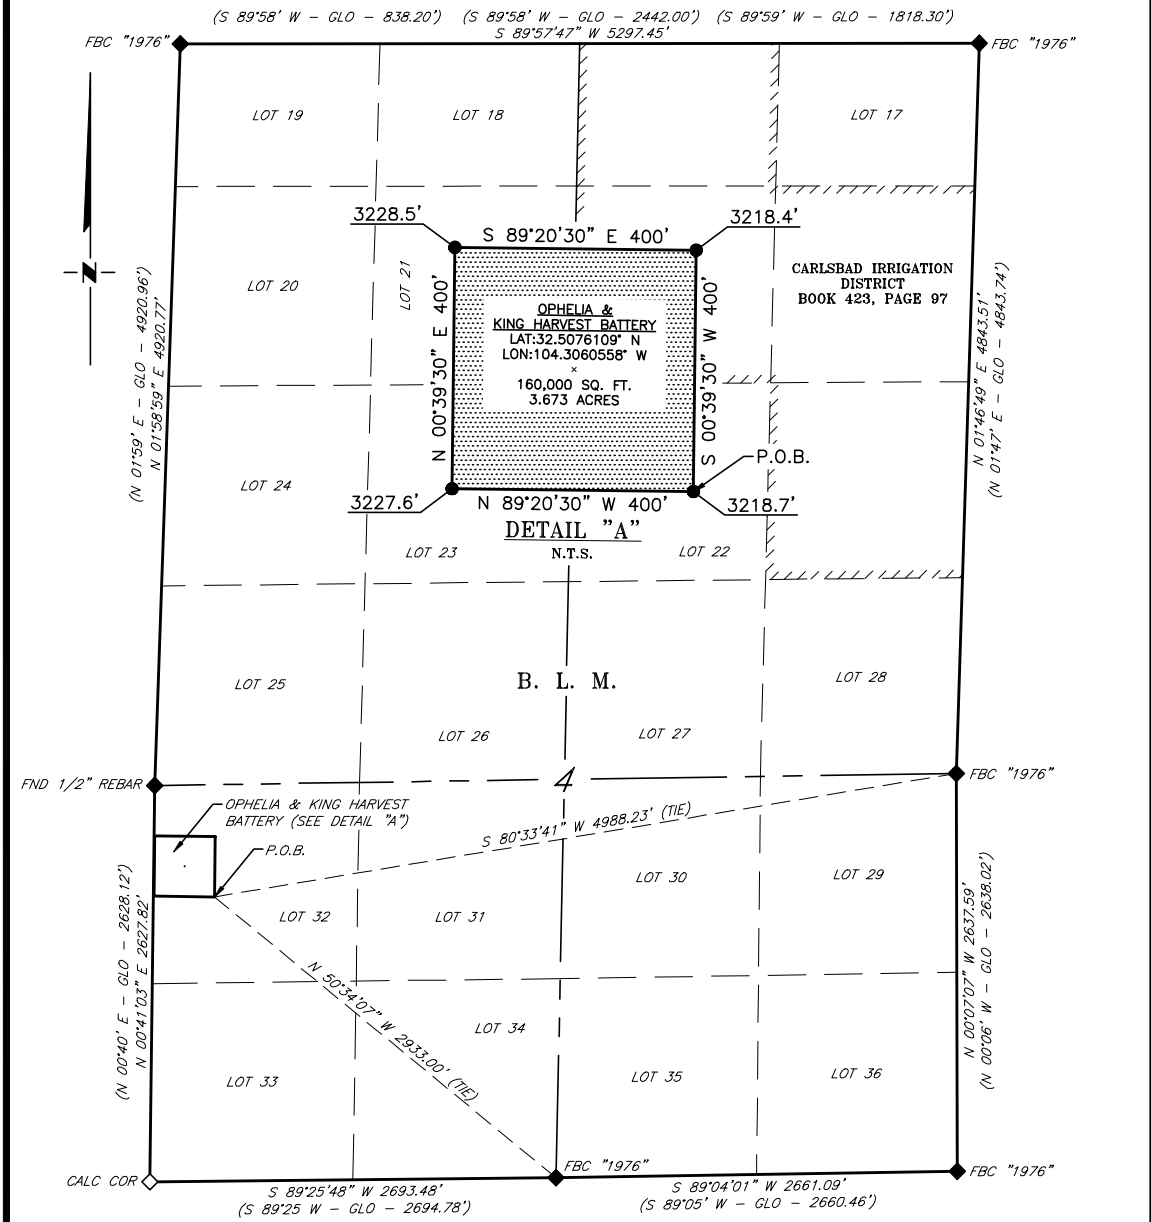 (S 89°58' W - GLO - 838.20') (S 89°58' W - GLO - 2442.00') (S 89°59' W - GLO - 1818.30')
S 89°57'47" W 5297.45'
FBC "1976"
FBC "1976"
LOT 19
LOT 18
LOT 17
N
3228.5'
3218.4'
S 89°20'30" E 400'
LOT 20
LOT 21
N 00°39'30" E 400'
OPHELIA &
KING HARVEST BATTERY
LAT:32.5076109° N
LON:104.3060558° W
×
160,000 SQ. FT.
3.673 ACRES
S 00°39'30" W 400'
CARLSBAD IRRIGATION
DISTRICT
BOOK 423, PAGE 97
(N 01°59' E - GLO - 4920.96')
N 01°58'59" E 4920.77'
N 01°46'49" E 4843.51'
(N 01°47' E - GLO - 4843.74')
P.O.B.
LOT 24
3227.6'
N 89°20'30" W 400'
3218.7'
DETAIL "A"
N.T.S.
LOT 23
LOT 22
LOT 25
B. L. M.
LOT 28
LOT 26
LOT 27
FND 1/2" REBAR
4
FBC "1976"
OPHELIA & KING HARVEST
BATTERY (SEE DETAIL "A")
S 80°33'41" W 4988.23' (TIE)
P.O.B.
LOT 30
LOT 29
LOT 32
LOT 31
(N 00°40' E - GLO - 2628.12')
N 00°41'03" E 2627.82'
N 00°07'07" W 2637.59'
(N 00°06' W - GLO - 2638.02')
N 50°34'07" W 2933.00' (TIE)
LOT 34
LOT 33
LOT 35
LOT 36
CALC COR
FBC "1976"
FBC "1976"
S 89°25'48" W 2693.48'
(S 89°25 W - GLO - 2694.78')
S 89°04'01" W 2661.09'
(S 89°05' W - GLO - 2660.46')